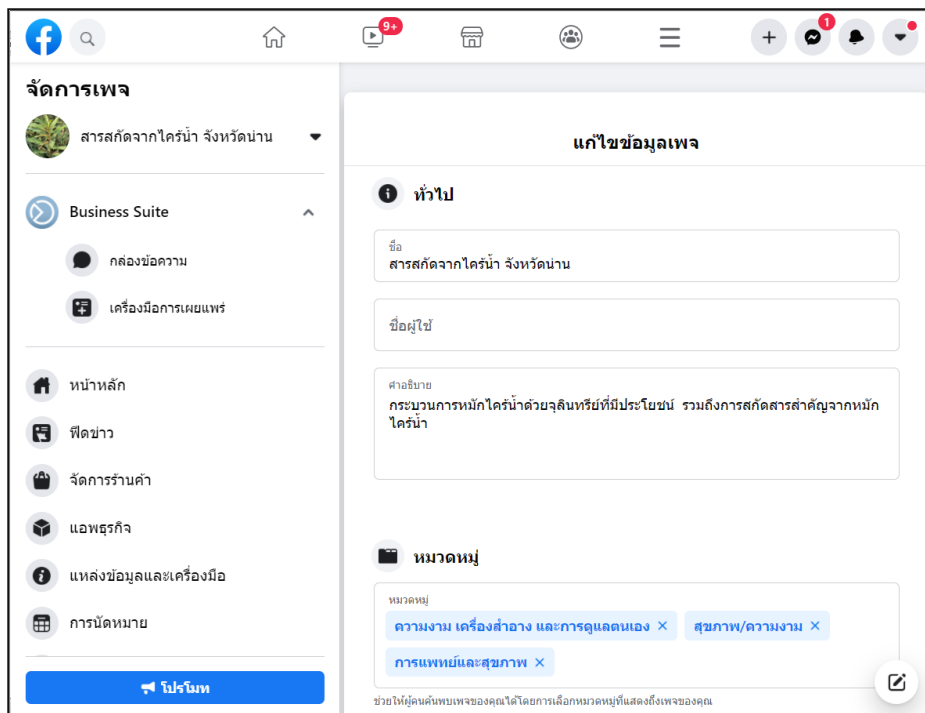 9+
1
จัดการเพจ
สารสกัดจากไคร้น้ำ จังหวัดน่าน
Business Suite
กล่องข้อความ
เครื่องมือการเผยแพร่
หน้าหลัก
ฟีดข่าว
จัดการร้านค้า
แอพธุรกิจ
แหล่งข้อมูลและเครื่องมือ
การนัดหมาย
โปรโมท
แก้ไขข้อมูลเพจ
ทั่วไป
ชื่อ
สารสกัดจากไคร้น้ำ จังหวัดน่าน
ชื่อผู้ใช้
คำอธิบาย
กระบวนการหมักไคร้น้ำด้วยจุลินทรีย์ที่มีประโยชน์ รวมถึงการสกัดสารสำคัญจากหมัก
ไคร้น้ำ
หมวดหมู่
หมวดหมู่
ความงาม เครื่องสำอาง และการดูแลตนเอง × สุขภาพ/ความงาม ×
การแพทย์และสุขภาพ ×
ช่วยให้ผู้คนค้นพบเพจของคุณได้โดยการเลือกหมวดหมู่ที่แสดงถึงเพจของคุณ